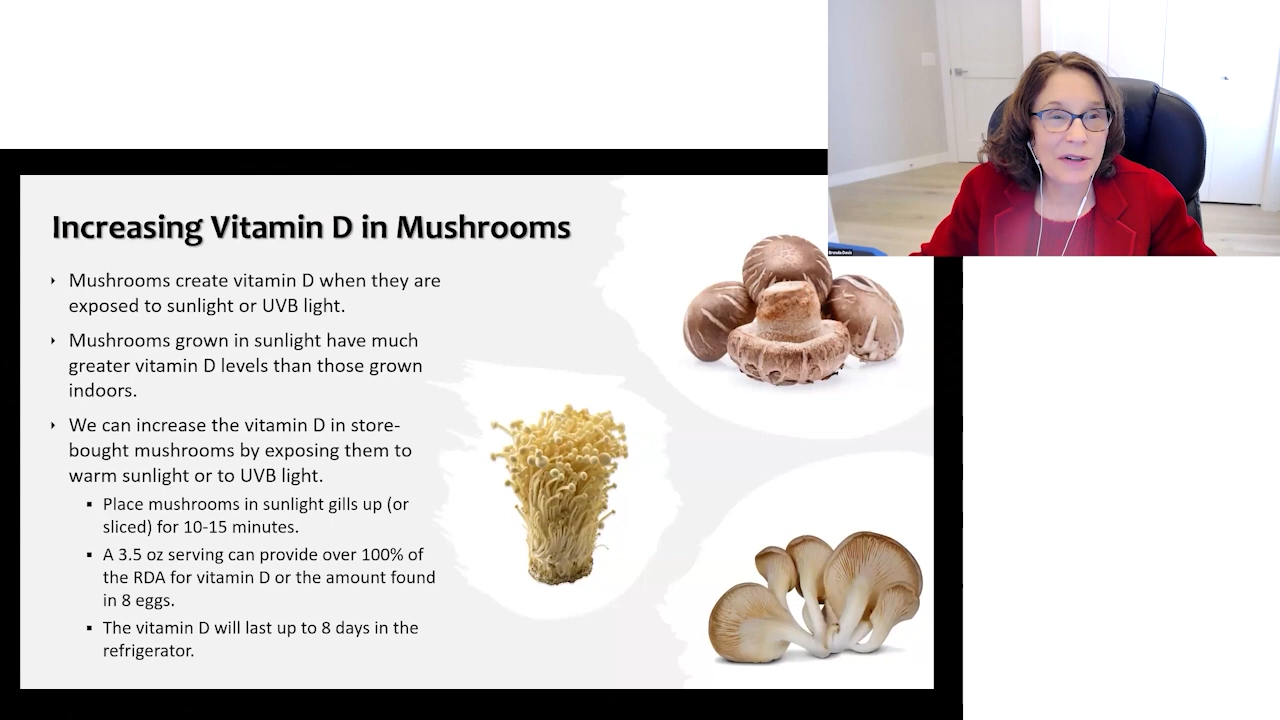 Brenda Davis
Increasing Vitamin D in Mushrooms
Mushrooms create vitamin D when they are
exposed to sunlight or UVB light.
Mushrooms grown in sunlight have much
greater vitamin D levels than those grown
indoors.
We can increase the vitamin D in store-
bought mushrooms by exposing them to
warm sunlight or to UVB light.
Place mushrooms in sunlight gills up (or
sliced) for 10-15 minutes.
A 3.5 oz serving can provide over 100% of
the RDA for vitamin D or the amount found
in 8 eggs.
The vitamin D will last up to 8 days in the
refrigerator.